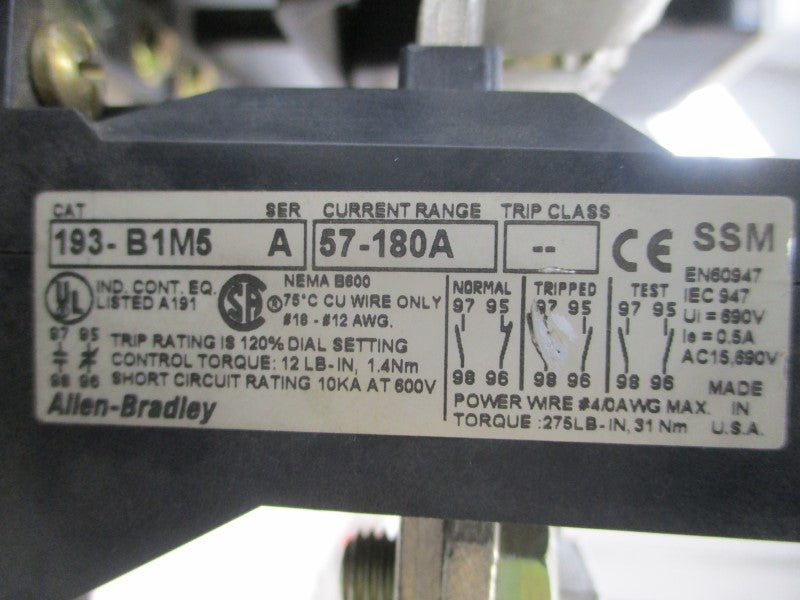 CAT SER CURRENT RANGE TRIP CLASS
193- B1M5 A 57-180A --
CE SSM
UL IND. CONT. EQ.
LISTED A191
SA ® NEMA B600
75°C CU WIRE ONLY
#18 - #12 AWG.
97 95
98 96
TRIP RATING IS 120% DIAL SETTING
CONTROL TORQUE: 12 LB-IN, 1.4Nm
SHORT CIRCUIT RATING 10KA AT 600V
Allen-Bradley
NORMAL TRIPPED TEST
97 95 97 95 97 95
98 96 98 96 98 96
POWER WIRE #4/0AWG MAX.
TORQUE :275LB-IN, 31 Nm
EN60947
IEC 947
Ui = 690V
Ie = 0.5A
AC15,690V
MADE
IN
U.S.A.